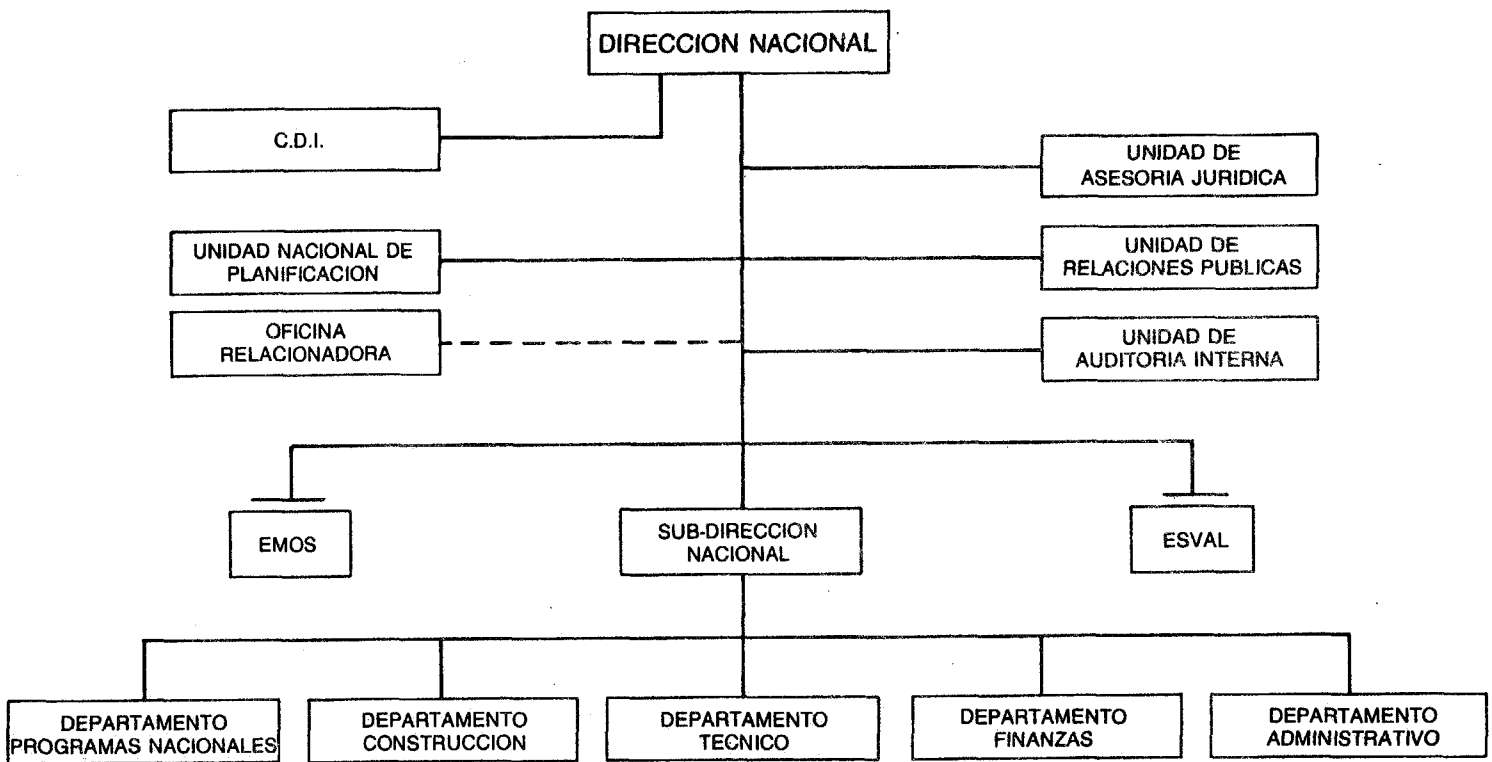 DIRECCION NACIONAL
C.D.I.
UNIDAD DE
ASESORIA JURIDICA
UNIDAD NACIONAL DE
PLANIFICACION
UNIDAD DE
RELACIONES PUBLICAS
OFICINA
RELACIONADORA
UNIDAD DE
AUDITORIA INTERNA
EMOS
SUB-DIRECCION
NACIONAL
ESVAL
DEPARTAMENTO
PROGRAMAS NACIONALES
DEPARTAMENTO
CONSTRUCCION
DEPARTAMENTO
TECNICO
DEPARTAMENTO
FINANZAS
DEPARTAMENTO
ADMINISTRATIVO